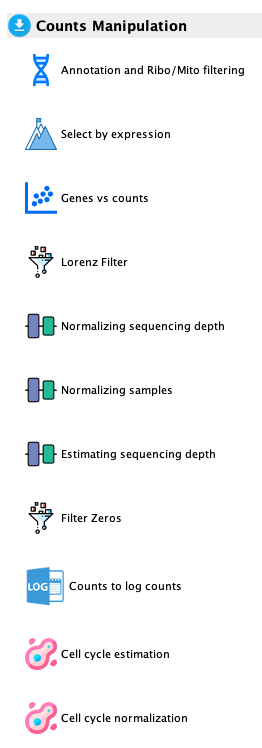 Counts Manipulation
Annotation and Ribo/Mito filtering
Select by expression
Genes vs counts
Lorenz Filter
Normalizing sequencing depth
Normalizing samples
Estimating sequencing depth
Filter Zeros
LOG Counts to log counts
Cell cycle estimation
Cell cycle normalization